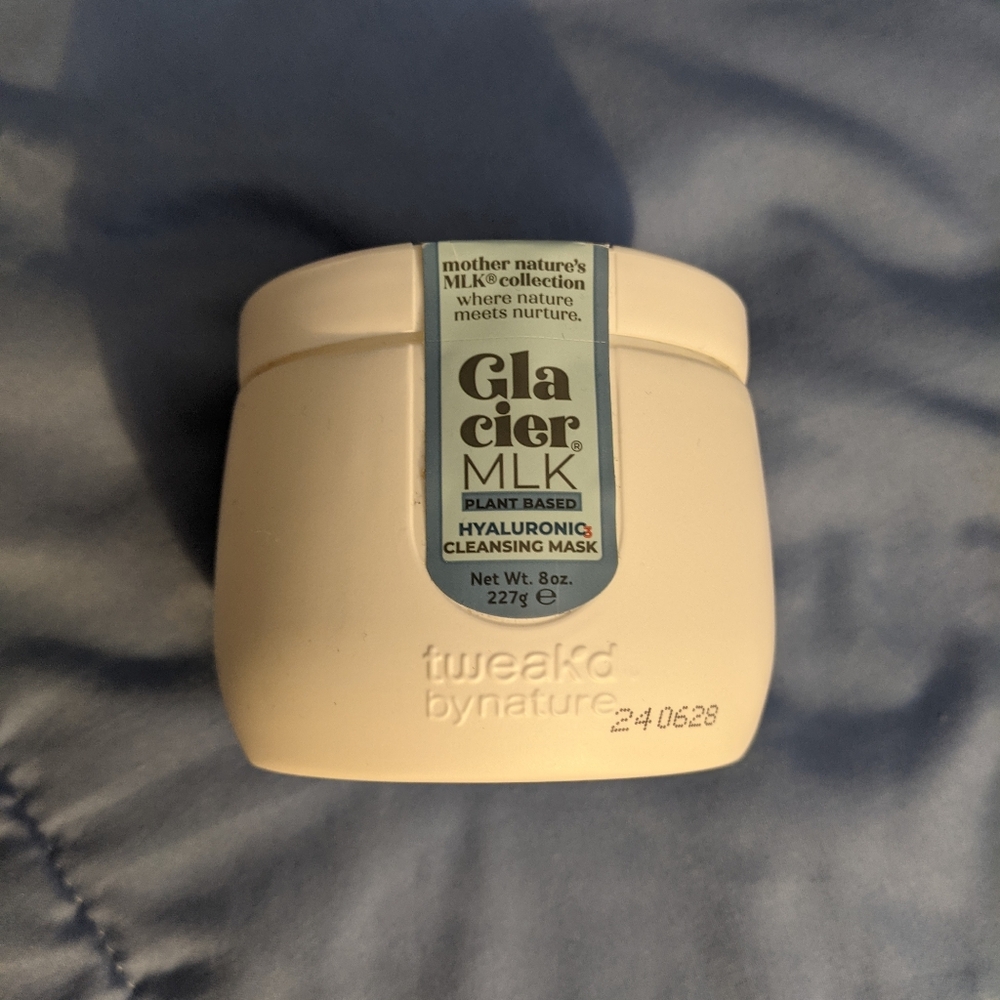 mother nature's
MLK® collection
where nature
meets nurture.
Gla
cier®
MLK
PLANT BASED
HYALURONIC3
CLEANSING MASK
Net Wt. 8oz.
227g ℮
tweak'd
bynature
240628